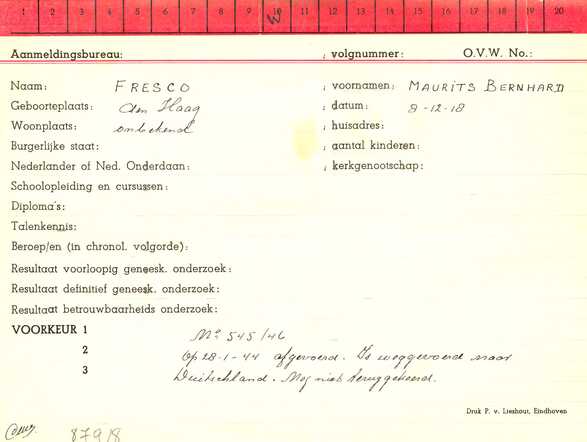 1 2 3 4 5 6 7 8 9 10 11 12 13 14 15 16 17 18 19 20
W
Aanmeldingsbureau: ; volgnummer: O.V.W. No.:
Naam: FRESCO ; voornamen: MAURITS BERNHARD
Geboorteplaats: den Haag ; datum: 8-12-18
Woonplaats: onbekend ; huisadres:
Burgerlijke staat: ; aantal kinderen:
Nederlander of Ned. Onderdaan: ; kerkgenootschap:
Schoolopleiding en cursussen:
Diploma's:
Talenkennis:
Beroep/en (in chronol. volgorde):
Resultaat voorloopig geneesk. onderzoek:
Resultaat definitief geneesk. onderzoek:
Resultaat betrouwbaarheids onderzoek:
VOORKEUR 1 No 545/46
2 Op 28-1-44 afgevoerd. Is weggevoerd naar
3 Duitschland. Nog niet teruggekeerd.
Druk P. v. Lieshout, Eindhoven
87918